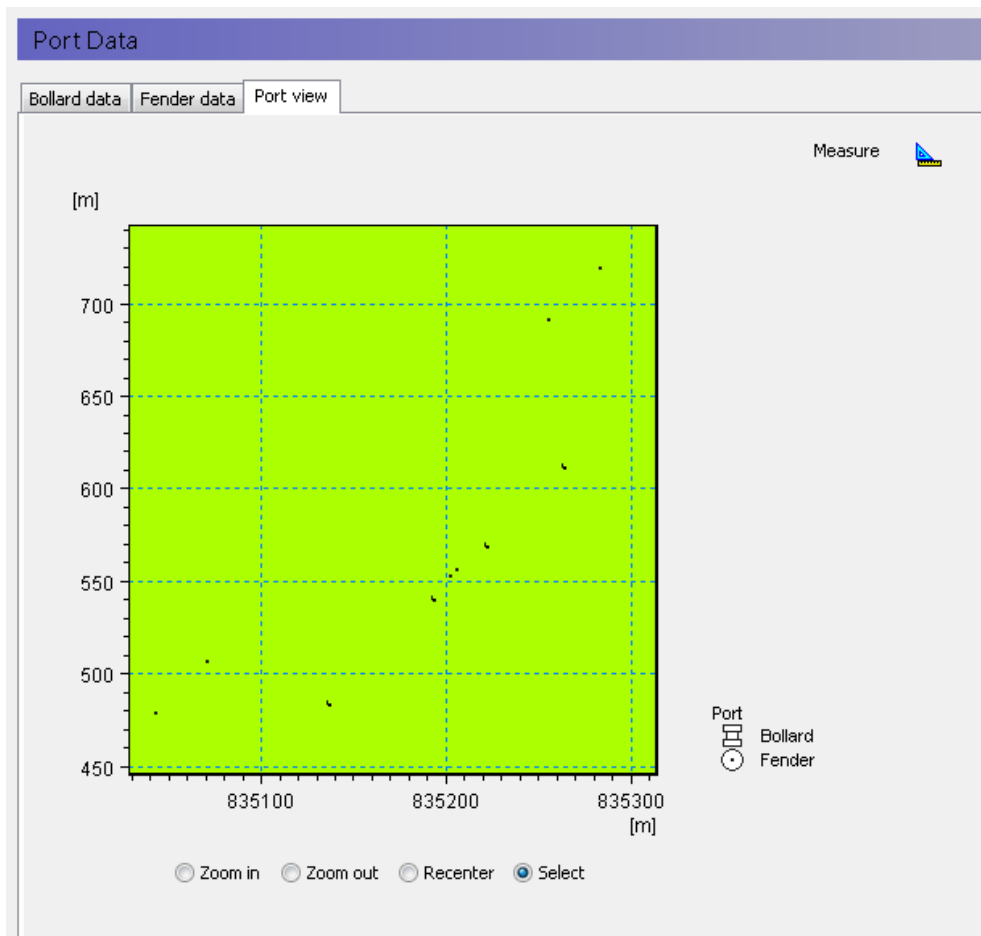 Port Data
Bollard data Fender data Port view
Measure
[m]
700
650
600
550
500
450
835100 835200 835300
[m]
Port
Bollard
Fender
Zoom in Zoom out Recenter Select